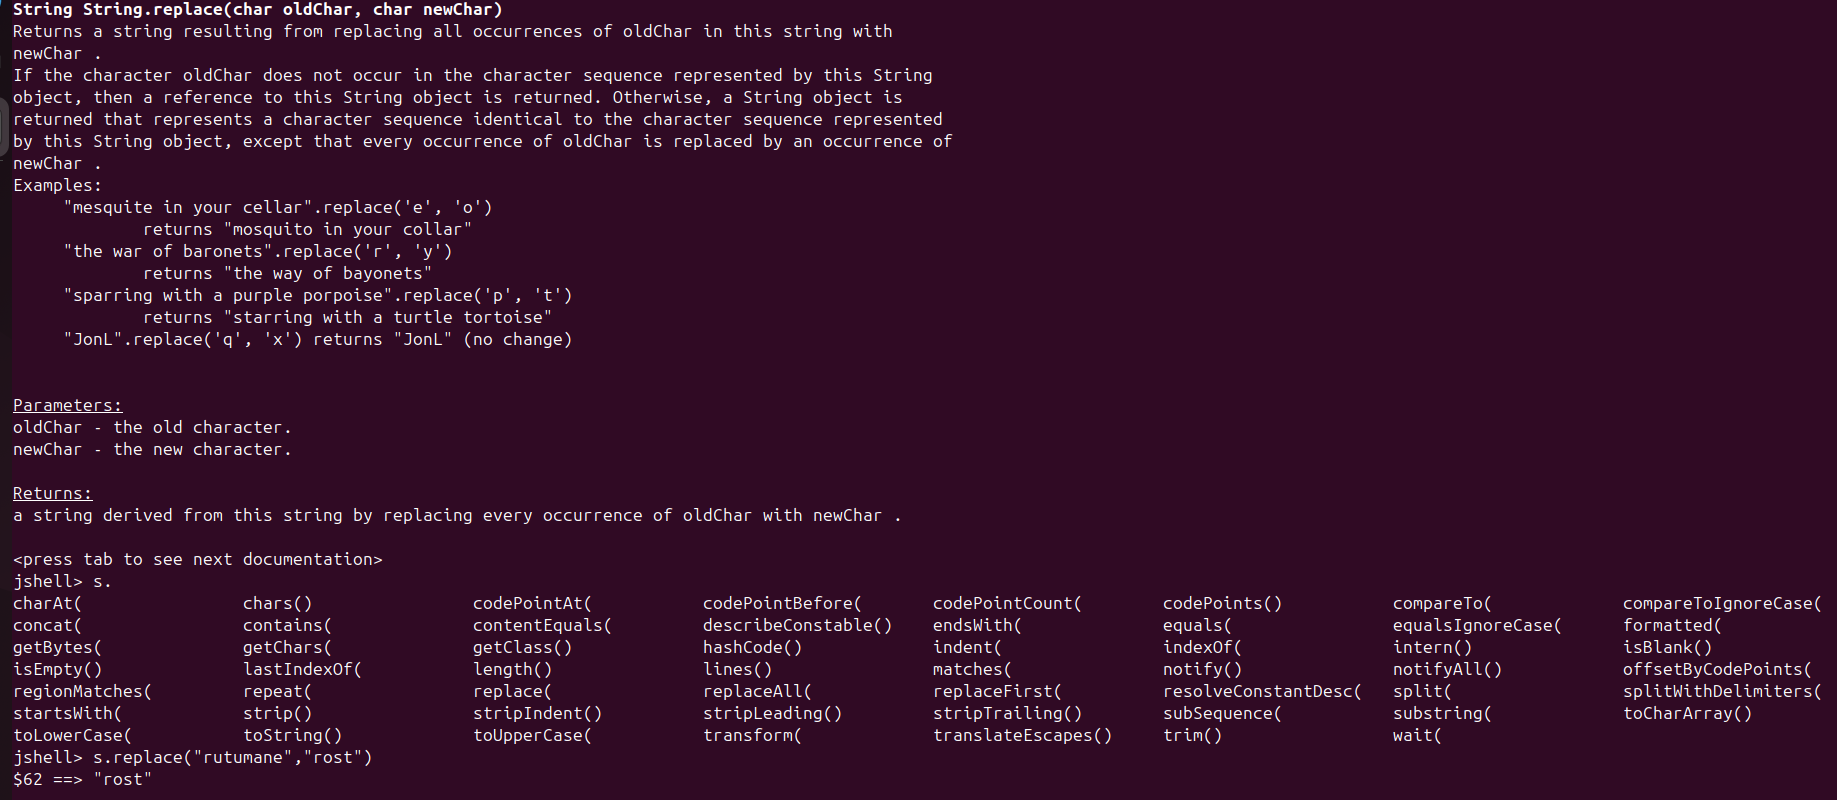 String String.replace(char oldChar, char newChar)
Returns a string resulting from replacing all occurrences of oldChar in this string with
newChar .
If the character oldChar does not occur in the character sequence represented by this String
object, then a reference to this String object is returned. Otherwise, a String object is
returned that represents a character sequence identical to the character sequence represented
by this String object, except that every occurrence of oldChar is replaced by an occurrence of
newChar .
Examples:
     "mesquite in your cellar".replace('e', 'o')
             returns "mosquito in your collar"
     "the war of baronets".replace('r', 'y')
             returns "the way of bayonets"
     "sparring with a purple porpoise".replace('p', 't')
             returns "starring with a turtle tortoise"
     "JonL".replace('q', 'x') returns "JonL" (no change)
Parameters:
oldChar - the old character.
newChar - the new character.
Returns:
a string derived from this string by replacing every occurrence of oldChar with newChar .
<press tab to see next documentation>
jshell> s.
charAt( chars() codePointAt( codePointBefore( codePointCount( codePoints() compareTo( compareToIgnoreCase(
concat( contains( contentEquals( describeConstable() endsWith( equals( equalsIgnoreCase( formatted(
getBytes( getChars( getClass() hashCode() indent( indexOf( intern() isBlank()
isEmpty() lastIndexOf( length() lines() matches( notify() notifyAll() offsetByCodePoints(
regionMatches( repeat( replace( replaceAll( replaceFirst( resolveConstantDesc( split( splitWithDelimiters(
startsWith( strip() stripIndent() stripLeading() stripTrailing() subSequence( substring( toCharArray()
toLowerCase( toString() toUpperCase( transform( translateEscapes() trim() wait(
jshell> s.replace("rutumane","rost")
$62 ==> "rost"